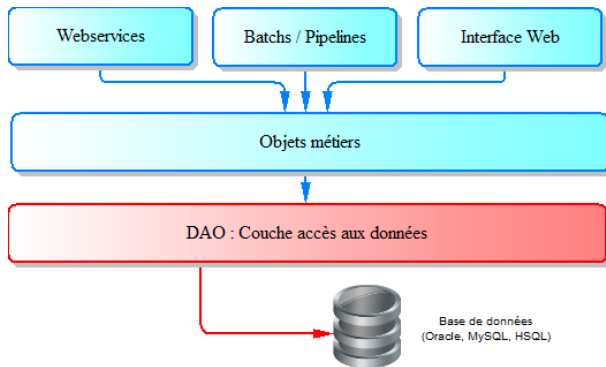 Webservices
Batchs / Pipelines
Interface Web
Objets métiers
DAO : Couche accès aux données
Base de données
(Oracle, MySQL, HSQL)